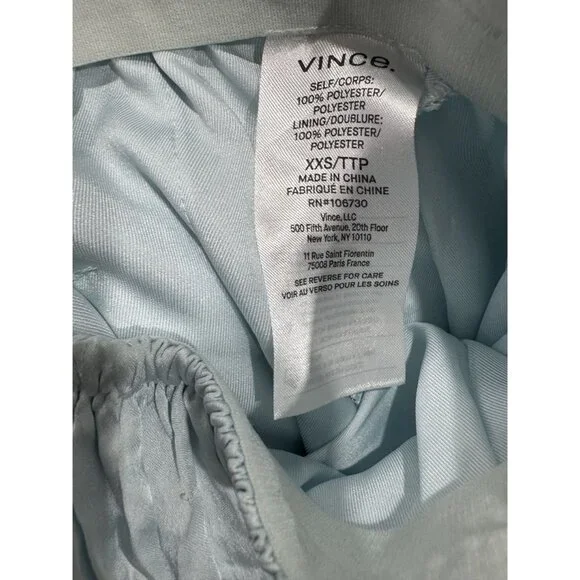 VINCE.
SELF/CORPS:
100% POLYESTER/
POLYESTER
LINING/DOUBLURE:
100% POLYESTER/
POLYESTER
XXS/TTP
MADE IN CHINA
FABRIQUÉ EN CHINE
RN#106730
Vince, LLC
500 Fifth Avenue, 20th Floor
New York, NY 10110
11 Rue Saint Florentin
75008 Paris France
SEE REVERSE FOR CARE
VOIR AU VERSO POUR LES SOINS